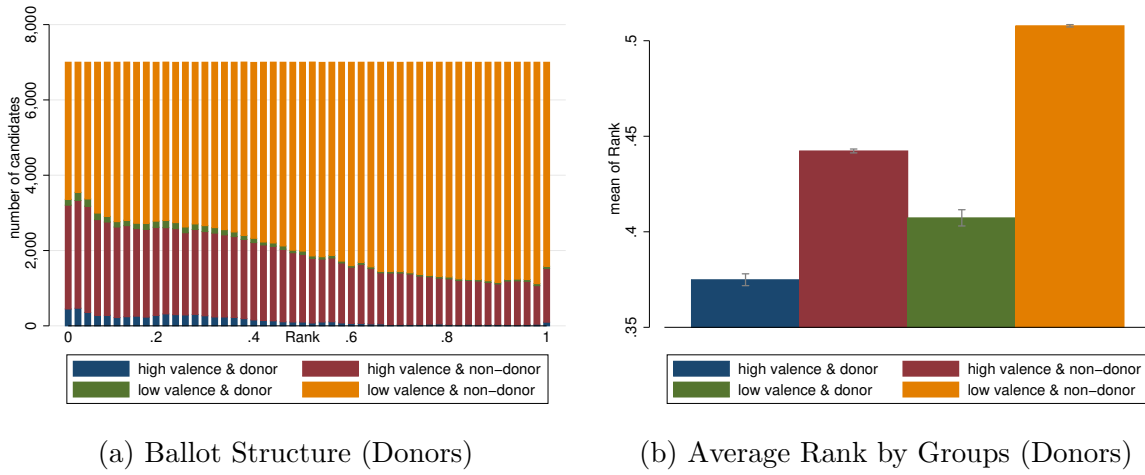 8,000
6,000
4,000
2,000
0
number of candidates
0 .2 .4 .6 .8 1
Rank
high valence & donor high valence & non−donor
low valence & donor low valence & non−donor
(a) Ballot Structure (Donors)
.5
.45
.4
.35
mean of Rank
high valence & donor high valence & non−donor
low valence & donor low valence & non−donor
(b) Average Rank by Groups (Donors)